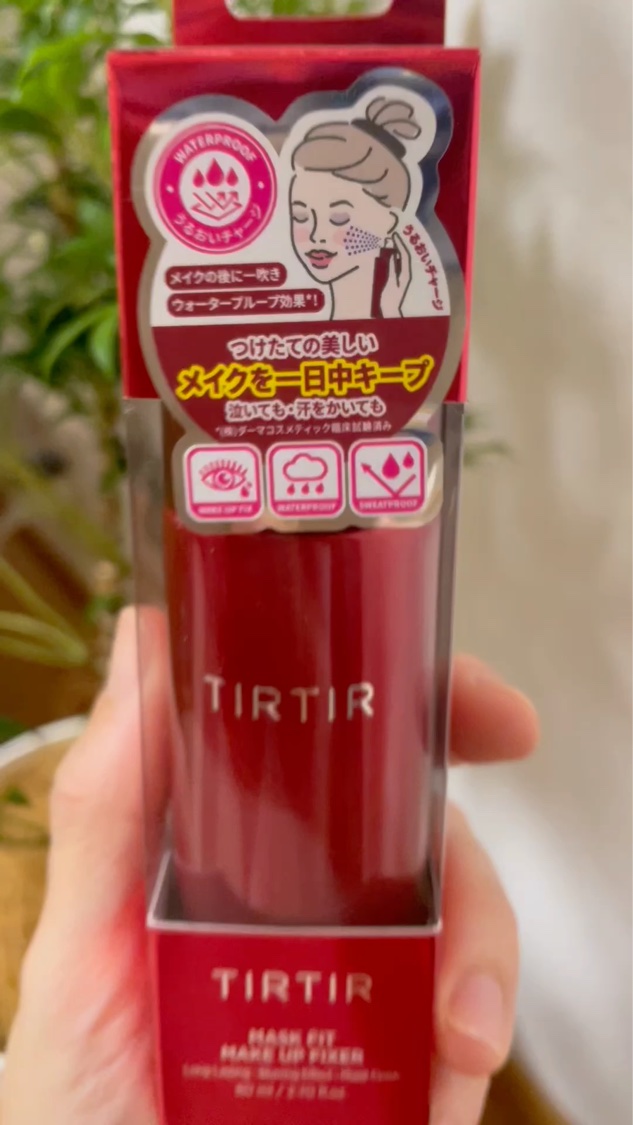 WATERPROOF
うるおいチャージ
うるおいチャージ
メイクの後に一吹き
ウォータープルーフ効果*!
つけたての美しい
メイクを一日中キープ
泣いても・汗をかいても
*(株)ダーマコスメティック臨床試験済み
MAKE UP FIX
WATERPROOF
SWEATPROOF
TIRTIR
TIRTIR
MASK FIT
MAKE UP FIXER
Long Lasting
80 ml /